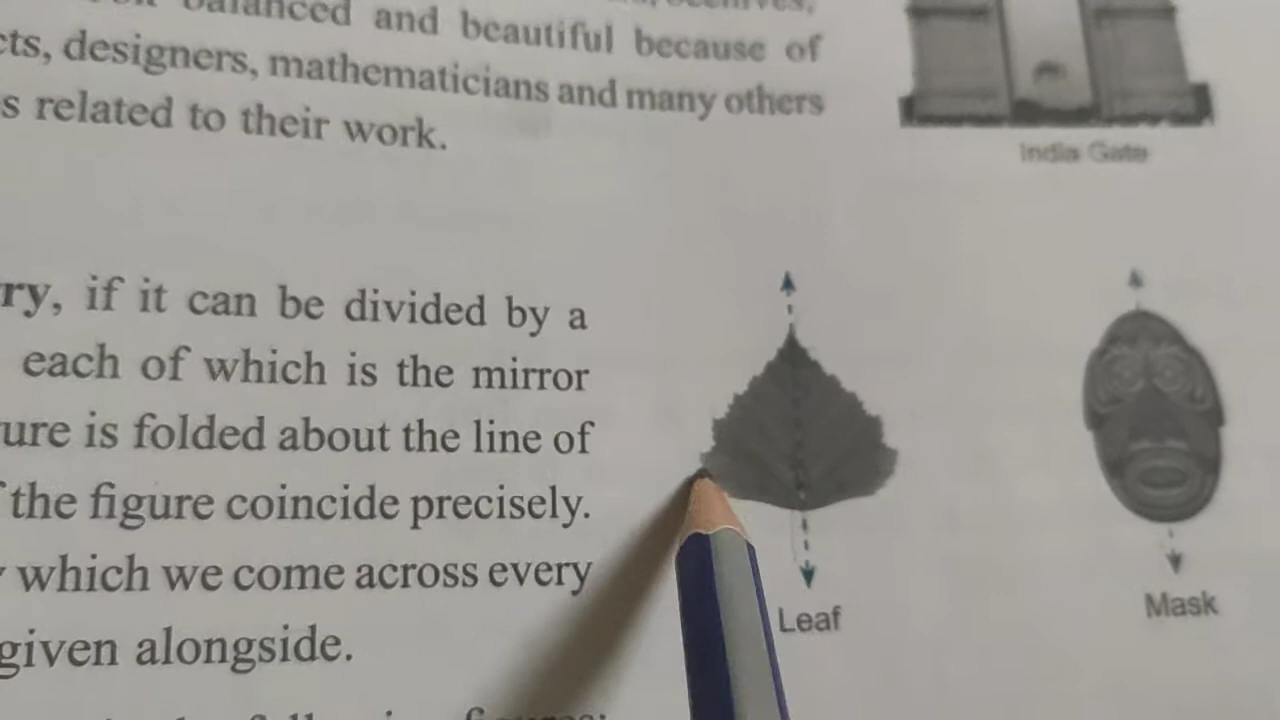 balanced and beautiful because of
cts, designers, mathematicians and many others
s related to their work.
India Gate
ry, if it can be divided by a
each of which is the mirror
ure is folded about the line of
the figure coincide precisely.
which we come across every
given alongside.
Leaf
Mask